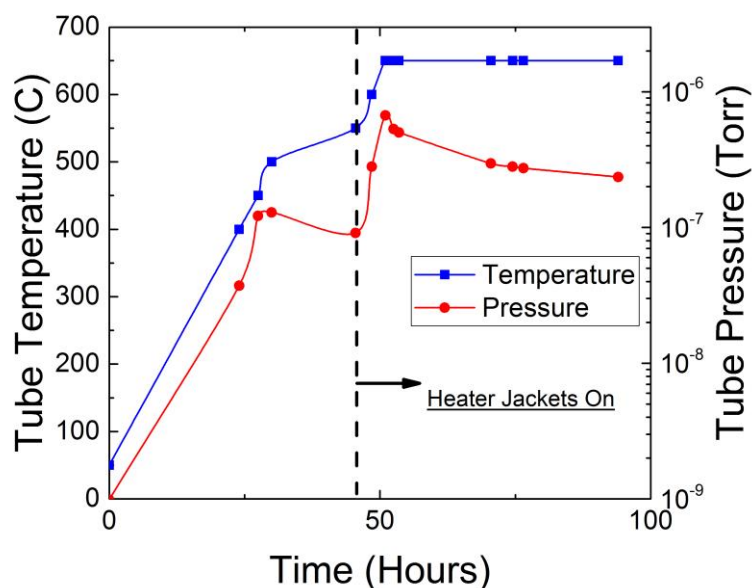 700
600
500
400
300
200
100
0
Tube Temperature (C)
0
50
100
Time (Hours)
10⁻⁶
10⁻⁷
10⁻⁸
10⁻⁹
Tube Pressure (Torr)
Temperature
Pressure
Heater Jackets On